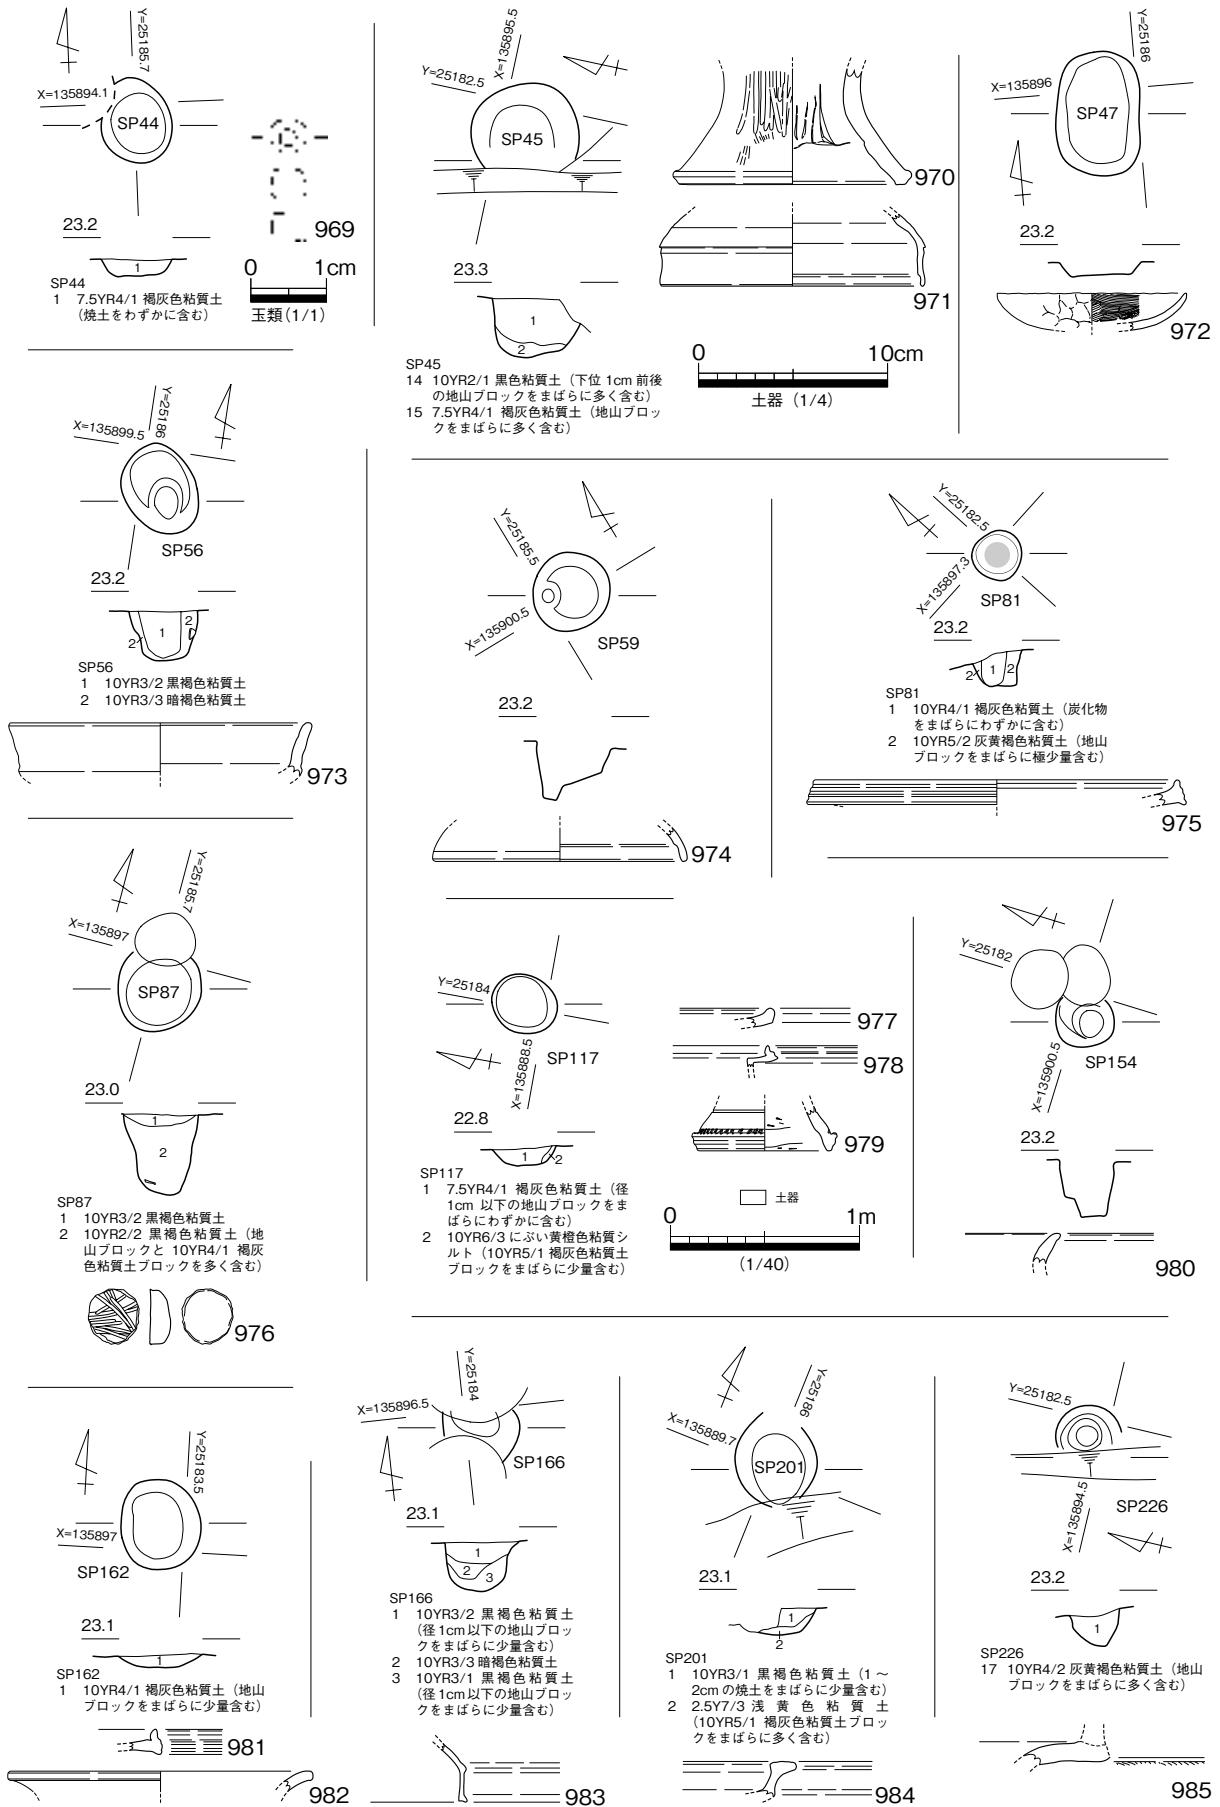 Y=25185.7
X=135894.1
SP44
23.2
1
SP44
1 7.5YR4/1 褐灰色粘質土
(焼土をわずかに含む)
969
0 1cm
玉類(1/1)
X=135895.5
Y=25182.5
SP45
23.3
1
2
SP45
14 10YR2/1 黒色粘質土(下位 1cm 前後
の地山ブロックをまばらに多く含む)
15 7.5YR4/1 褐灰色粘質土(地山ブロッ
クをまばらに多く含む)
970
971
0 10cm
土器(1/4)
Y=25186
X=135896
SP47
23.2
972
Y=25186
X=135899.5
SP56
23.2
1
2
2
SP56
1 10YR3/2 黒褐色粘質土
2 10YR3/3 暗褐色粘質土
973
Y=25185.5
X=135900.5
SP59
23.2
974
Y=25182.5
X=135897.3
SP81
23.2
2 1 2
SP81
1 10YR4/1 褐灰色粘質土(炭化物
をまばらにわずかに含む)
2 10YR5/2 灰黄褐色粘質土(地山
ブロックをまばらに極少量含む)
975
Y=25185.7
X=135897
SP87
23.0
1
2
SP87
1 10YR3/2 黒褐色粘質土
2 10YR2/2 黒褐色粘質土(地
山ブロックと 10YR4/1 褐灰
色粘質土ブロックを多く含む)
976
Y=25184
X=135888.5
SP117
22.8
1 2
SP117
1 7.5YR4/1 褐灰色粘質土(径
1cm 以下の地山ブロックをま
ばらにわずかに含む)
2 10YR6/3 にぶい黄橙色粘質シ
ルト(10YR5/1 褐灰色粘質土
ブロックをまばらに少量含む)
977
978
979
土器
0 1m
(1/40)
Y=25182
X=135900.5
SP154
23.2
980
Y=25183.5
X=135897
SP162
23.1
1
SP162
1 10YR4/1 褐灰色粘質土(地山
ブロックをまばらに少量含む)
981
982
Y=25184
X=135896.5
SP166
23.1
1
2
3
SP166
1 10YR3/2 黒褐色粘質土
(径1cm以下の地山ブロッ
クをまばらに少量含む)
2 10YR3/3 暗褐色粘質土
3 10YR3/1 黒褐色粘質土
(径1cm以下の地山ブロッ
クをまばらに少量含む)
983
Y=25186
X=135889.7
SP201
23.1
1
2
SP201
1 10YR3/1 黒褐色粘質土(1~
2cmの焼土をまばらに少量含む)
2 2.5Y7/3 浅黄色粘質土
(10YR5/1 褐灰色粘質土ブロッ
クをまばらに多く含む)
984
Y=25182.5
X=135894.5
SP226
23.2
1
SP226
17 10YR4/2 灰黄褐色粘質土(地山
ブロックをまばらに多く含む)
985